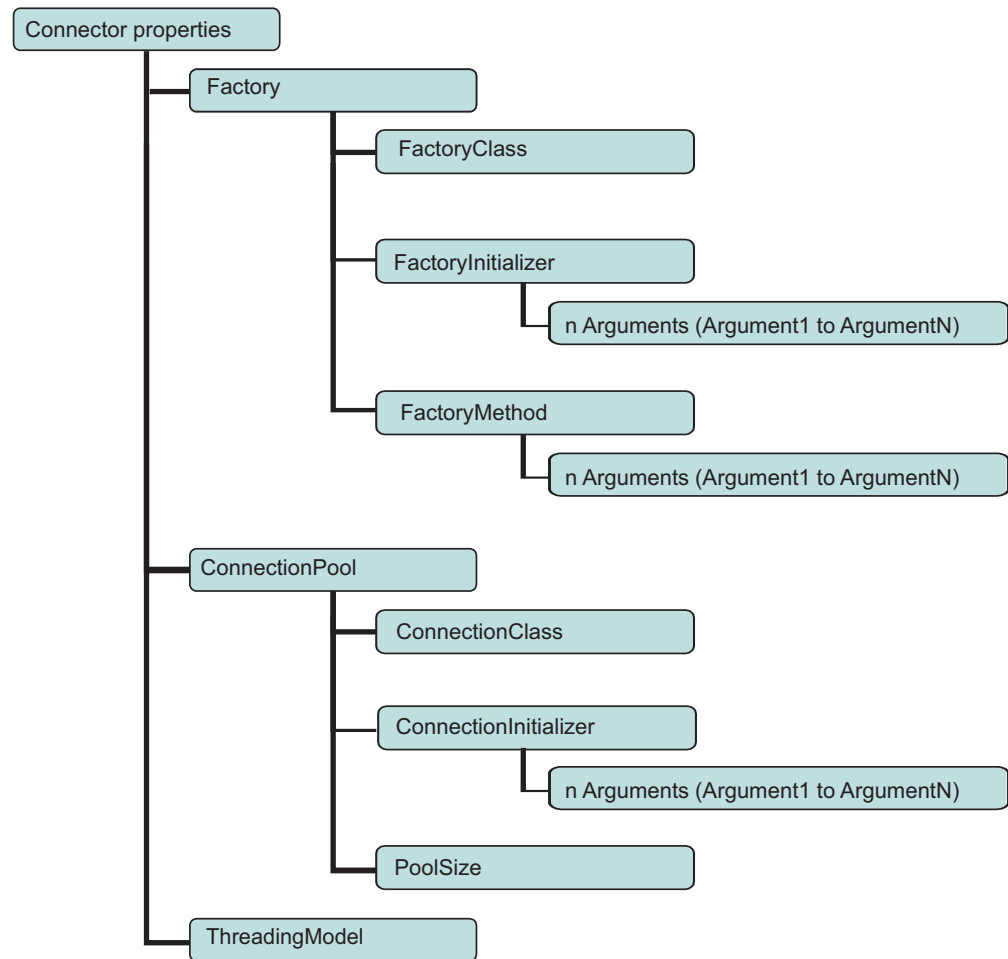 Connector properties
Factory
FactoryClass
FactoryInitializer
n Arguments (Argument1 to ArgumentN)
FactoryMethod
n Arguments (Argument1 to ArgumentN)
ConnectionPool
ConnectionClass
ConnectionInitializer
n Arguments (Argument1 to ArgumentN)
PoolSize
ThreadingModel